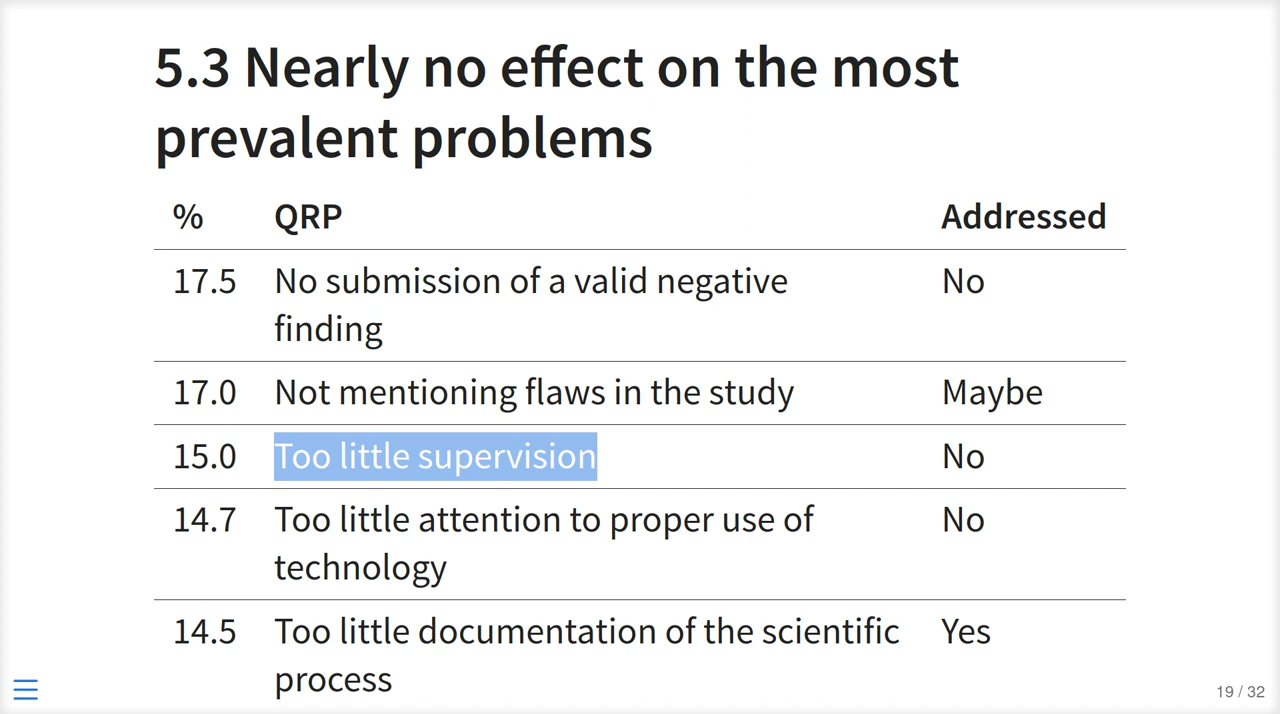 5.3 Nearly no effect on the most
prevalent problems
% QRP Addressed
17.5 No submission of a valid negative No
finding
17.0 Not mentioning flaws in the study Maybe
15.0 Too little supervision No
14.7 Too little attention to proper use of No
technology
14.5 Too little documentation of the scientific Yes
process
19 / 32